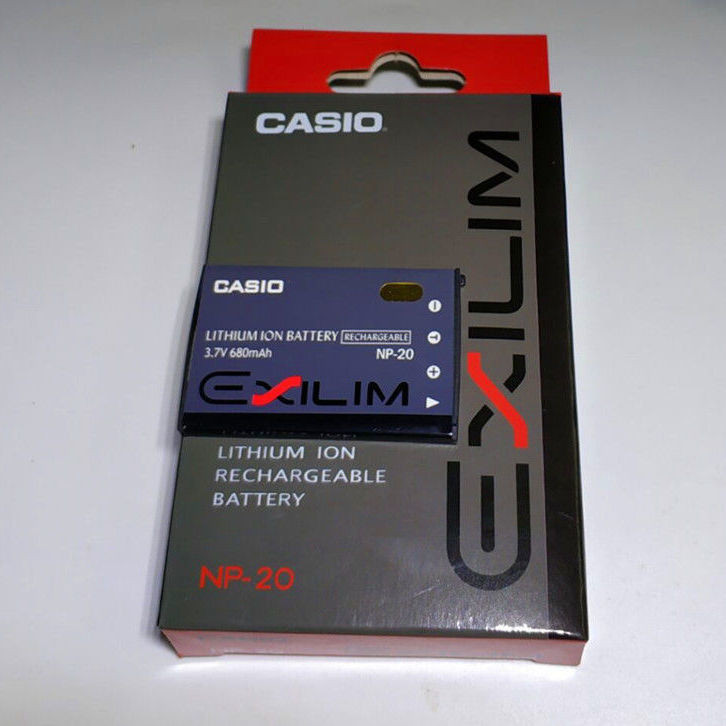 CASIO
EXILIM
CASIO
LITHIUM ION BATTERY RECHARGEABLE
3.7V 680mAh NP-20
EXILIM
LITHIUM ION
RECHARGEABLE
BATTERY
NP-20